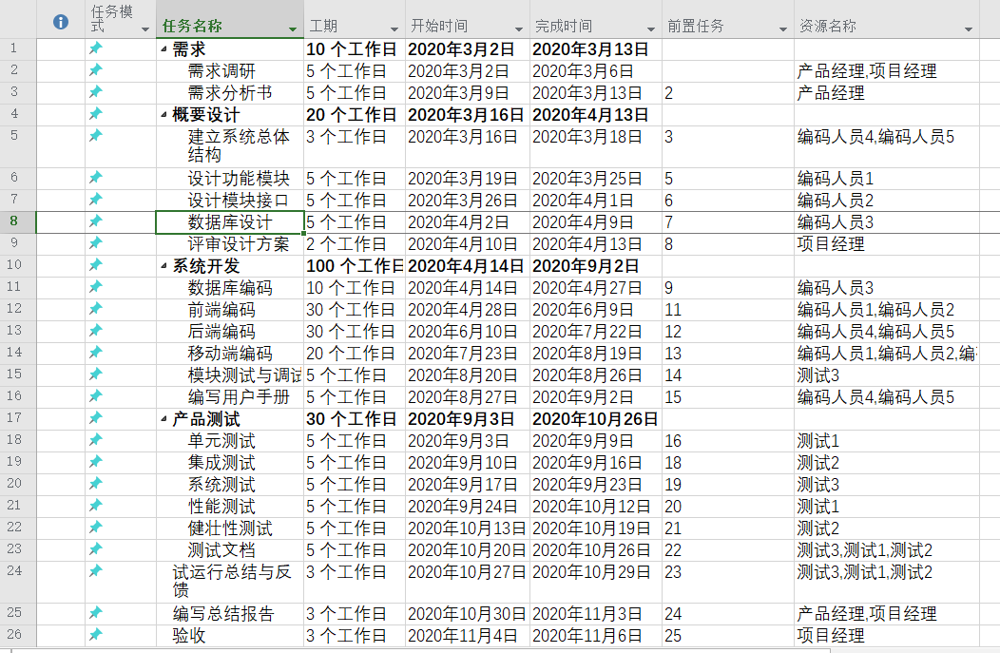 任务模式 任务名称 工期 开始时间 完成时间 前置任务 资源名称
1 需求 10 个工作日 2020年3月2日 2020年3月13日
2 需求调研 5 个工作日 2020年3月2日 2020年3月6日 产品经理,项目经理
3 需求分析书 5 个工作日 2020年3月9日 2020年3月13日 2 产品经理
4 概要设计 20 个工作日 2020年3月16日 2020年4月13日
5 建立系统总体结构 3 个工作日 2020年3月16日 2020年3月18日 3 编码人员4,编码人员5
6 设计功能模块 5 个工作日 2020年3月19日 2020年3月25日 5 编码人员1
7 设计模块接口 5 个工作日 2020年3月26日 2020年4月1日 6 编码人员2
8 数据库设计 5 个工作日 2020年4月2日 2020年4月9日 7 编码人员3
9 评审设计方案 2 个工作日 2020年4月10日 2020年4月13日 8 项目经理
10 系统开发 100 个工作日 2020年4月14日 2020年9月2日
11 数据库编码 10 个工作日 2020年4月14日 2020年4月27日 9 编码人员3
12 前端编码 30 个工作日 2020年4月28日 2020年6月9日 11 编码人员1,编码人员2
13 后端编码 30 个工作日 2020年6月10日 2020年7月22日 12 编码人员4,编码人员5
14 移动端编码 20 个工作日 2020年7月23日 2020年8月19日 13 编码人员1,编码人员2,编
15 模块测试与调试 5 个工作日 2020年8月20日 2020年8月26日 14 测试3
16 编写用户手册 5 个工作日 2020年8月27日 2020年9月2日 15 编码人员4,编码人员5
17 产品测试 30 个工作日 2020年9月3日 2020年10月26日
18 单元测试 5 个工作日 2020年9月3日 2020年9月9日 16 测试1
19 集成测试 5 个工作日 2020年9月10日 2020年9月16日 18 测试2
20 系统测试 5 个工作日 2020年9月17日 2020年9月23日 19 测试3
21 性能测试 5 个工作日 2020年9月24日 2020年10月12日 20 测试1
22 健壮性测试 5 个工作日 2020年10月13日 2020年10月19日 21 测试2
23 测试文档 5 个工作日 2020年10月20日 2020年10月26日 22 测试3,测试1,测试2
24 试运行总结与反馈 3 个工作日 2020年10月27日 2020年10月29日 23 测试3,测试1,测试2
25 编写总结报告 3 个工作日 2020年10月30日 2020年11月3日 24 产品经理,项目经理
26 验收 3 个工作日 2020年11月4日 2020年11月6日 25 项目经理